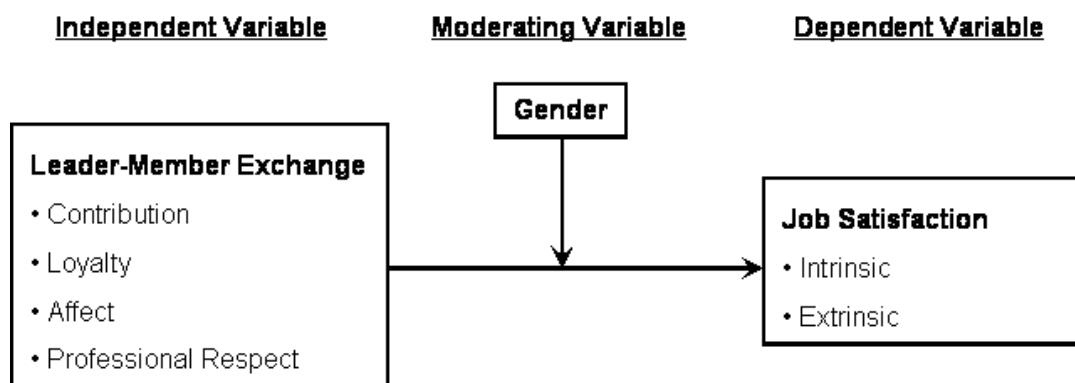 Independent Variable
Moderating Variable
Dependent Variable
Gender
Leader-Member Exchange
• Contribution
• Loyalty
• Affect
• Professional Respect
Job Satisfaction
• Intrinsic
• Extrinsic